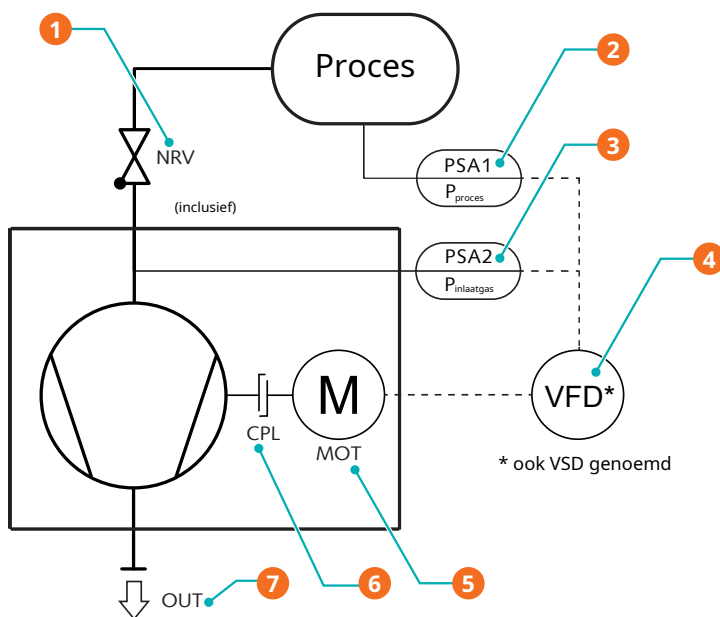 1
Proces
2
NRV
3
PSA1
Pproces
(inclusief)
PSA2
Pinlaatgas
4
M
VFD*
CPL
MOT
* ook VSD genoemd
7
6
5
OUT